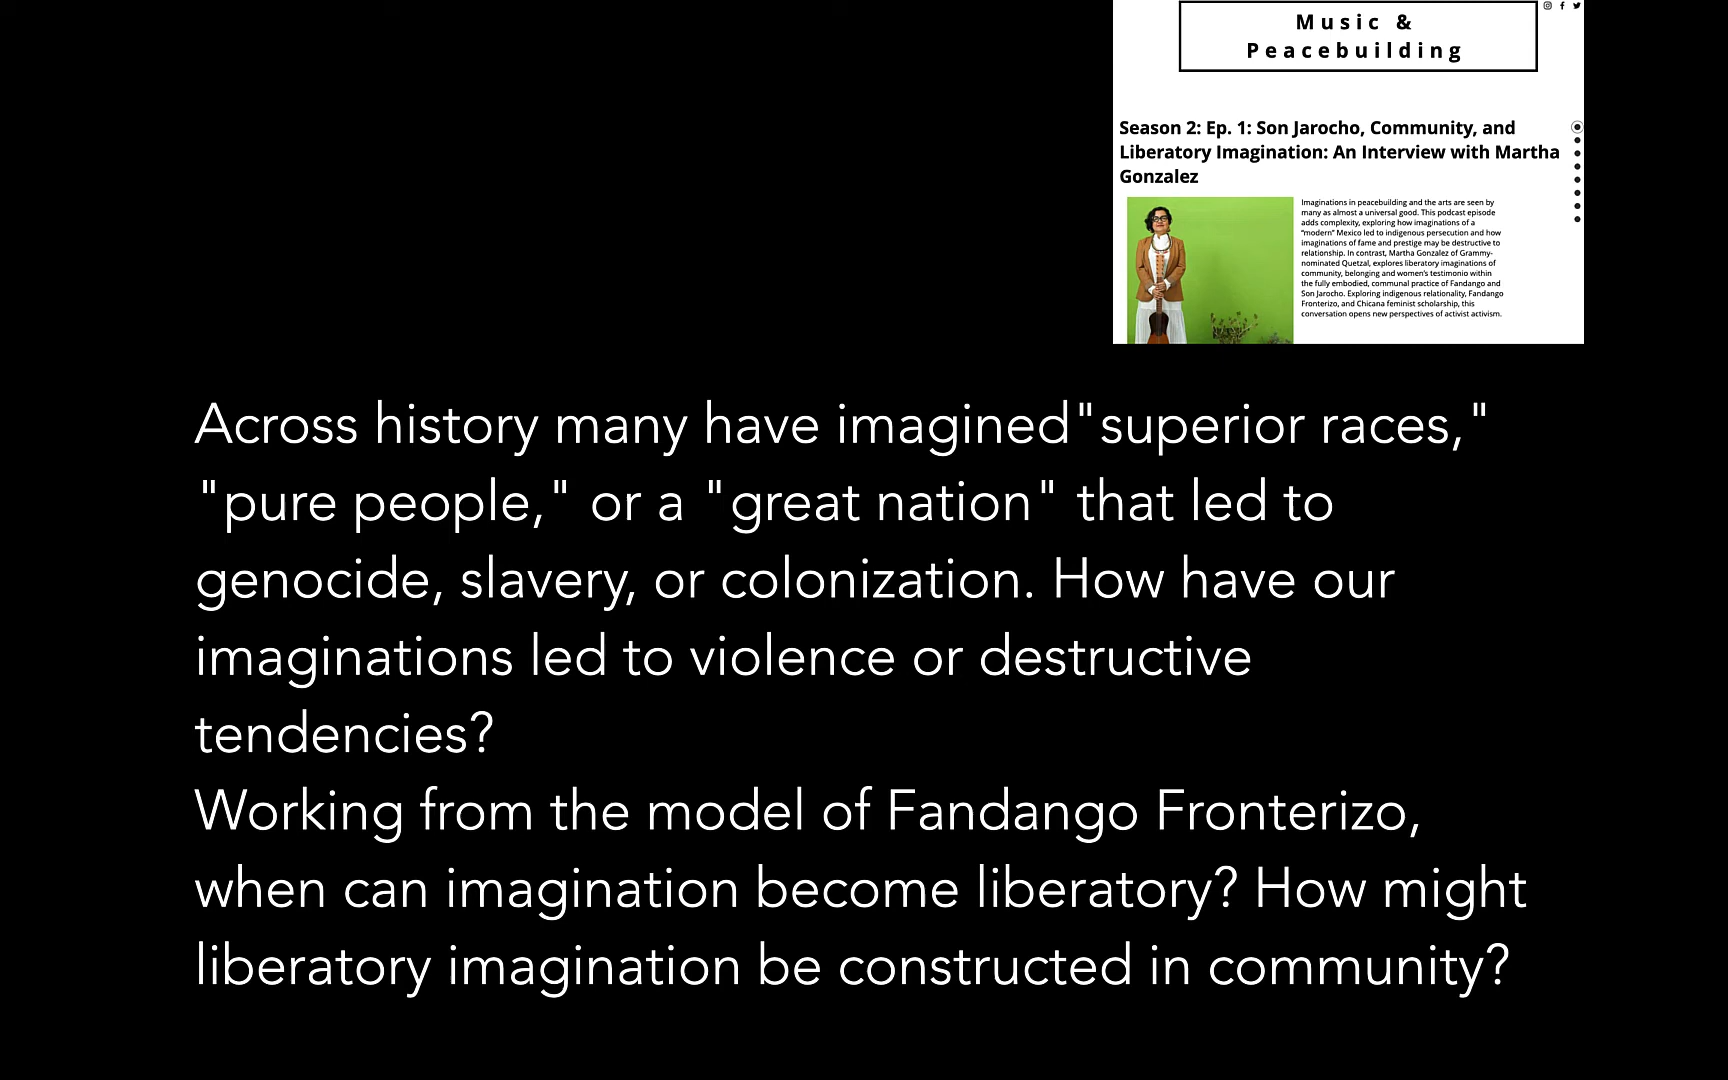 Music &
Peacebuilding
Season 2: Ep. 1: Son Jarocho, Community, and
Liberatory Imagination: An Interview with Martha
Gonzalez
Imaginations in peacebuilding and the arts are seen by
many as almost a universal good. This podcast episode
adds complexity, exploring how imaginations of a
"modern" Mexico led to indigenous persecution and how
imaginations of fame and prestige may be destructive to
relationship. In contrast, Martha Gonzalez of Grammy-
nominated Quetzal, explores liberatory imaginations of
community, belonging and women's testimonio within
the fully embodied, communal practice of Fandango and
Son Jarocho. Exploring indigenous relationality, Fandango
Fronterizo, and Chicana feminist scholarship, this
conversation opens new perspectives of activist activism.
Across history many have imagined"superior races,"
"pure people," or a "great nation" that led to
genocide, slavery, or colonization. How have our
imaginations led to violence or destructive
tendencies?
Working from the model of Fandango Fronterizo,
when can imagination become liberatory? How might
liberatory imagination be constructed in community?